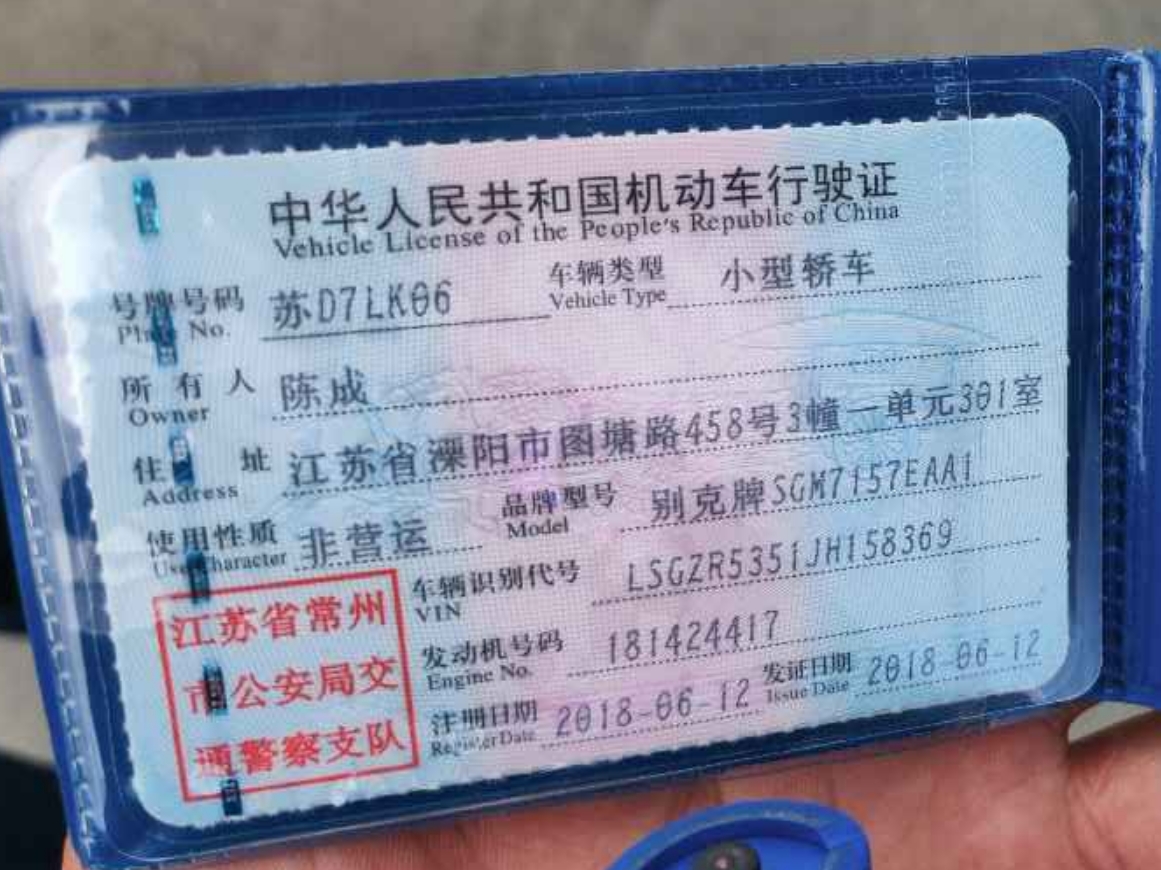 中华人民共和国机动车行驶证
Vehicle License of the People's Republic of China
号牌号码 苏D7LK06 车辆类型 小型轿车
Plate No. Vehicle Type
所有人 陈成
Owner
住址 江苏省溧阳市图塘路458号3幢一单元301室
Address
使用性质 非营运 品牌型号 别克牌SGM7157EAA1
Use Character Model
车辆识别代号 LSGZR5351JH158369
VIN
发动机号码 181424417
Engine No.
注册日期 2018-06-12 发证日期 2018-06-12
Register Date Issue Date
江苏省常州
市公安局交
通警察支队